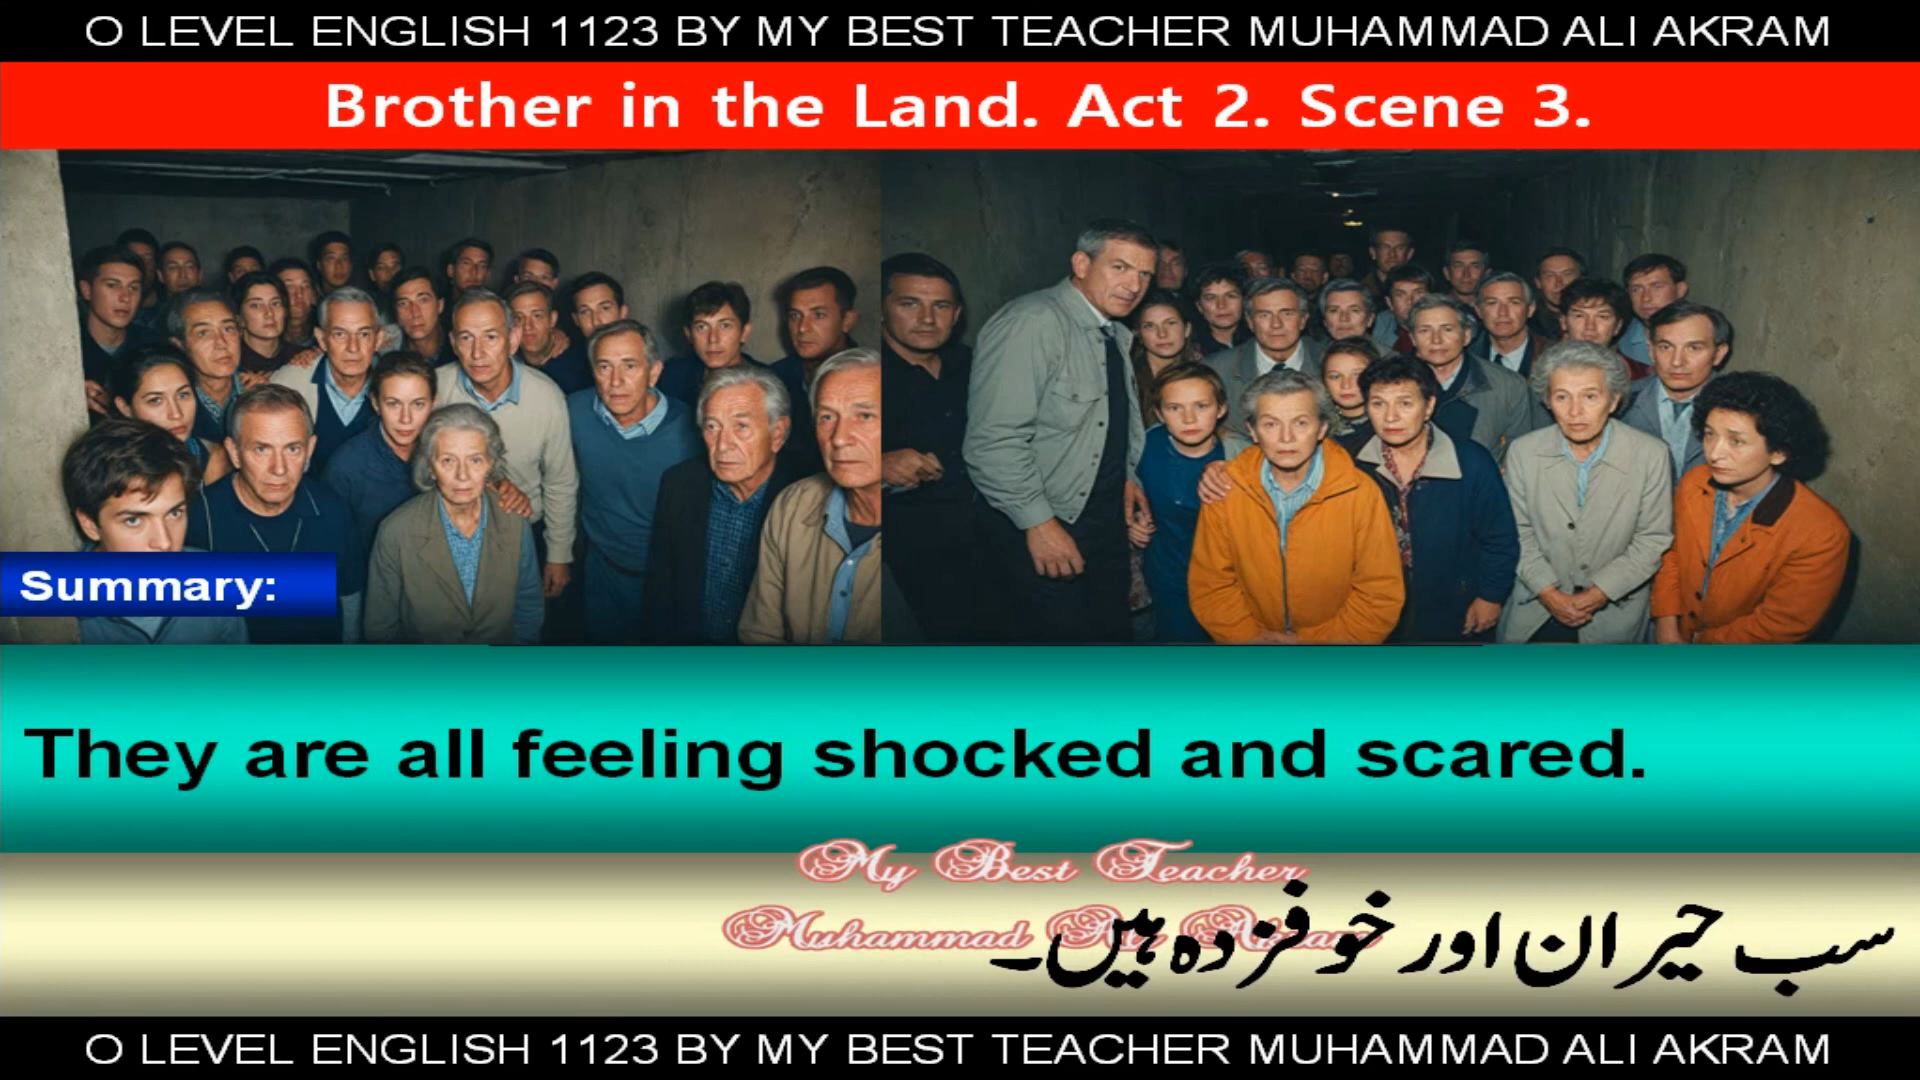 O LEVEL ENGLISH 1123 BY MY BEST TEACHER MUHAMMAD ALI AKRAM
Brother in the Land. Act 2. Scene 3.
Summary:
They are all feeling shocked and scared.
My Best Teacher
Muhammad Ali Akram
سب حیران اور خوفزدہ ہیں۔
O LEVEL ENGLISH 1123 BY MY BEST TEACHER MUHAMMAD ALI AKRAM